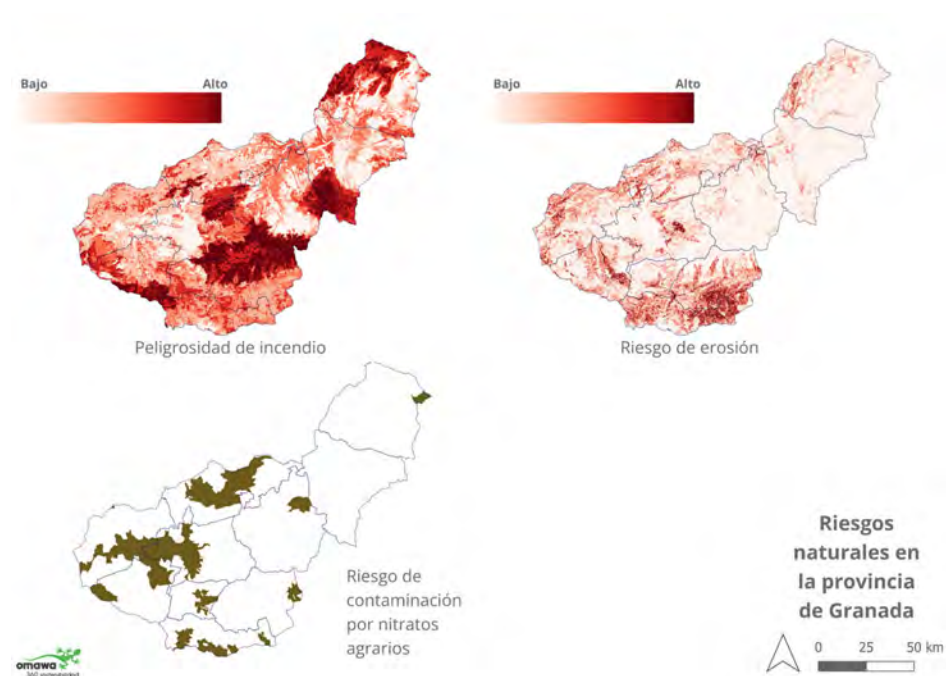 Bajo Alto
Bajo Alto
Peligrosidad de incendio
Riesgo de erosión
Riesgo de
contaminación
por nitratos
agrarios
Riesgos
naturales en
la provincia
de Granada
0 25 50 km
omawa